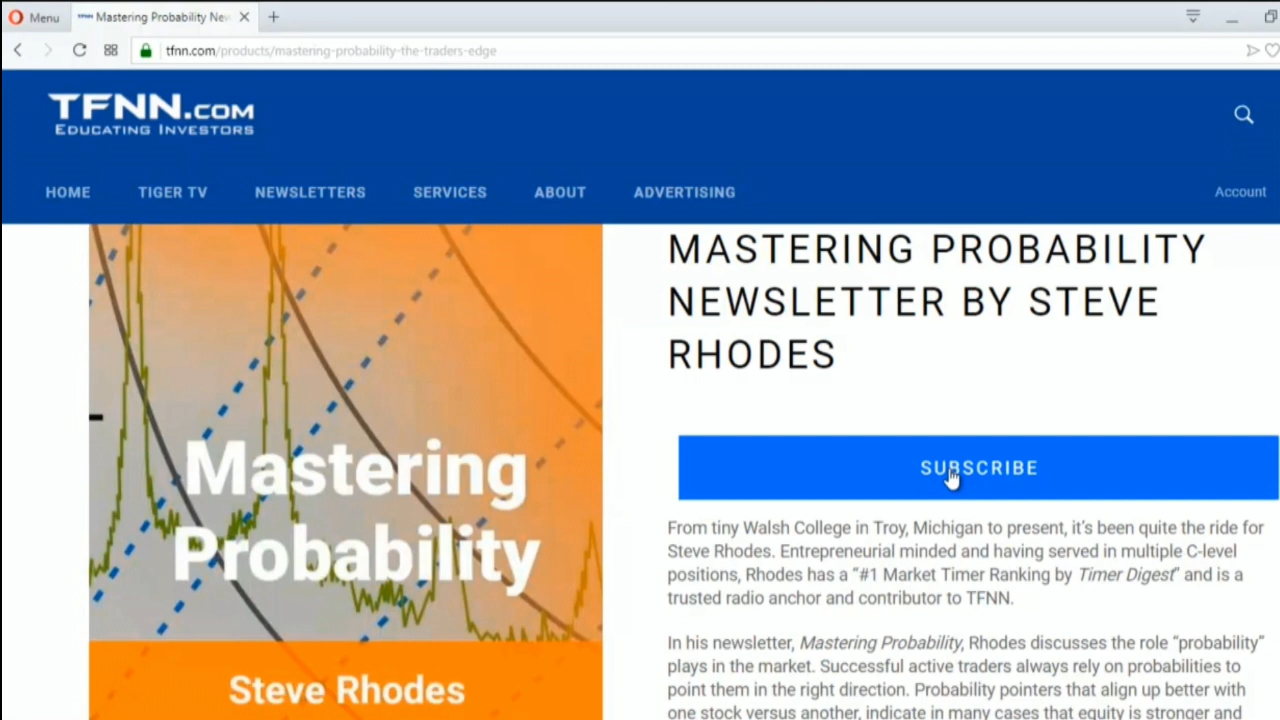 Menu
Mastering Probability New
tfnn.com/products/mastering-probability-the-traders-edge
TFNN.COM
EDUCATING INVESTORS
HOME TIGER TV NEWSLETTERS SERVICES ABOUT ADVERTISING Account
Mastering
Probability
Steve Rhodes
MASTERING PROBABILITY
NEWSLETTER BY STEVE
RHODES
SUBSCRIBE
From tiny Walsh College in Troy, Michigan to present, it's been quite the ride for
Steve Rhodes. Entrepreneurial minded and having served in multiple C-level
positions, Rhodes has a “#1 Market Timer Ranking by Timer Digest” and is a
trusted radio anchor and contributor to TFNN.
In his newsletter, Mastering Probability, Rhodes discusses the role “probability”
plays in the market. Successful active traders always rely on probabilities to
point them in the right direction. Probability pointers that align up better with
one stock versus another, indicate in many cases that equity is stronger and